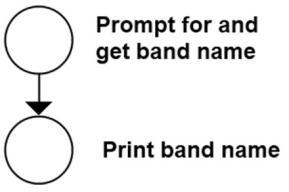 Prompt for and
get band name
Print band name